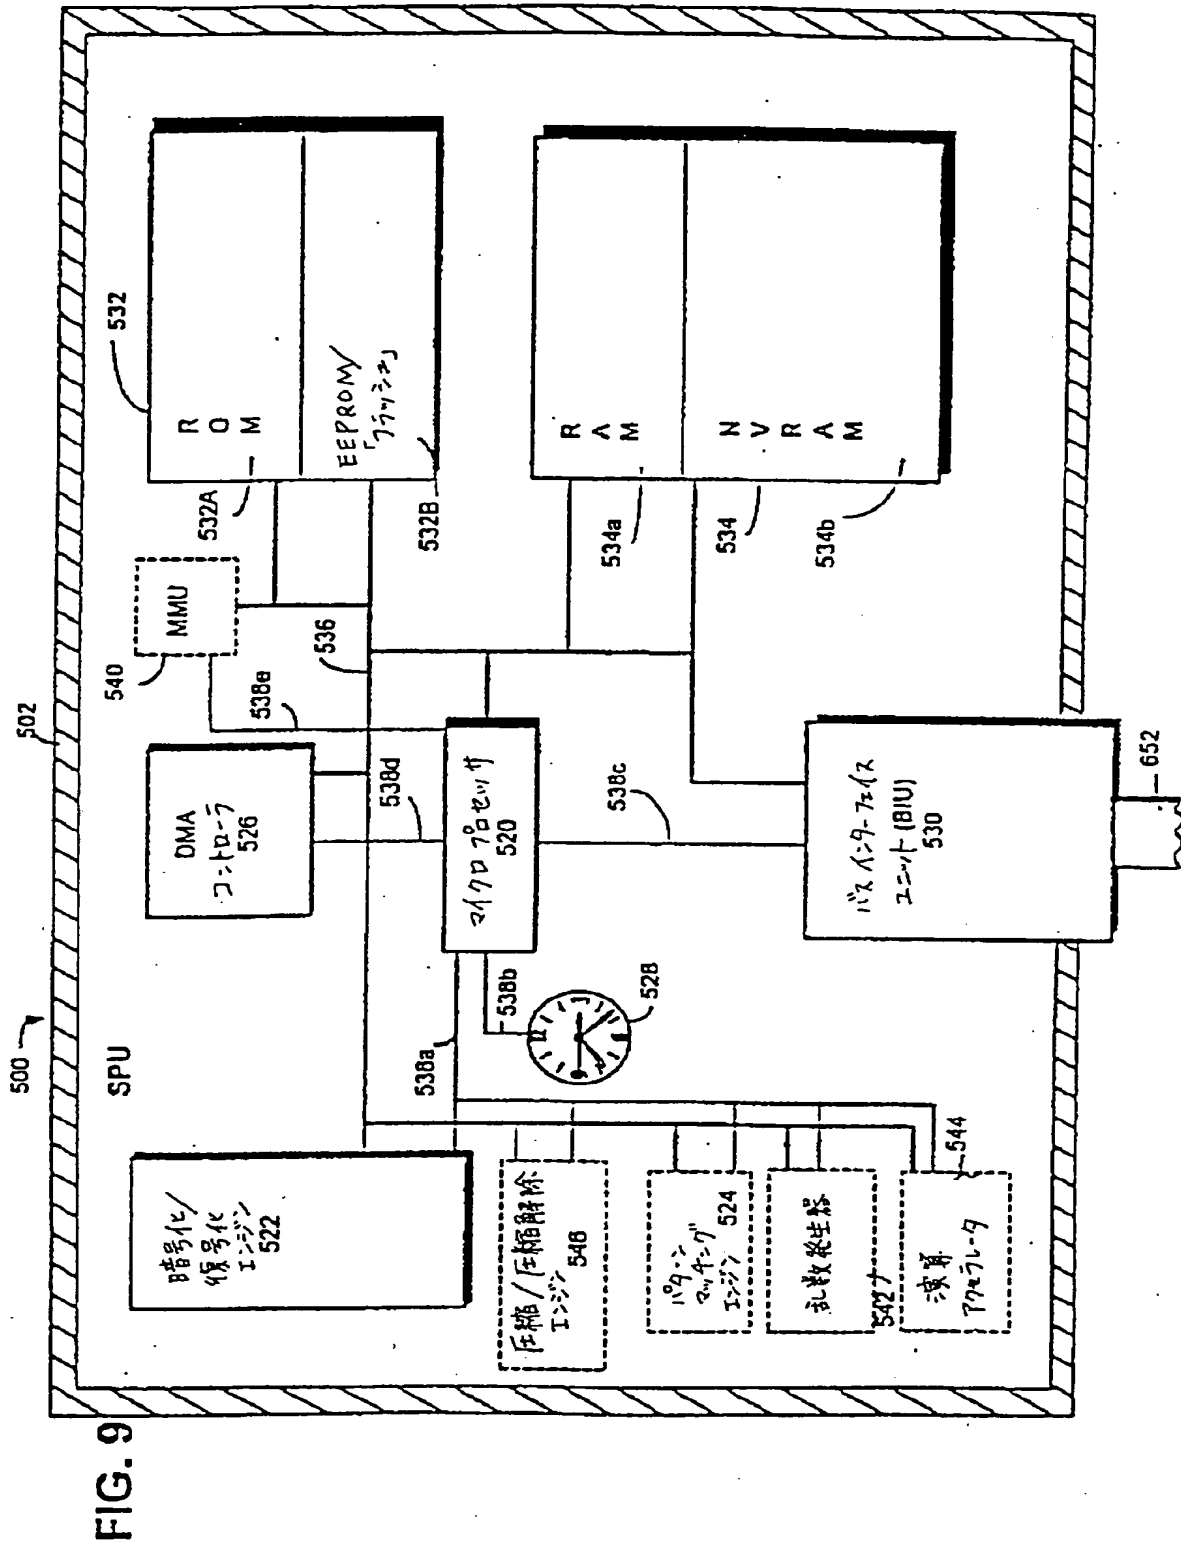 FIG. 9
500
502
SPU
暗号化/
復号化
エンジン
522
DMA
コントローラ
526
540
MMU
532
R
O
M
532A
EEPROM/
「フラッシュ」
532B
538e
536
538d
538a
538b
マイクロプロセッサ
520
528
圧縮/圧縮解除
エンジン
546
パターン
マッチング
エンジン
524
乱数発生器
542
演算
アクセラレータ
544
538c
R
A
M
534a
N
V
R
A
M
534
534b
バスインターフェイス
ユニット(BIU)
530
652